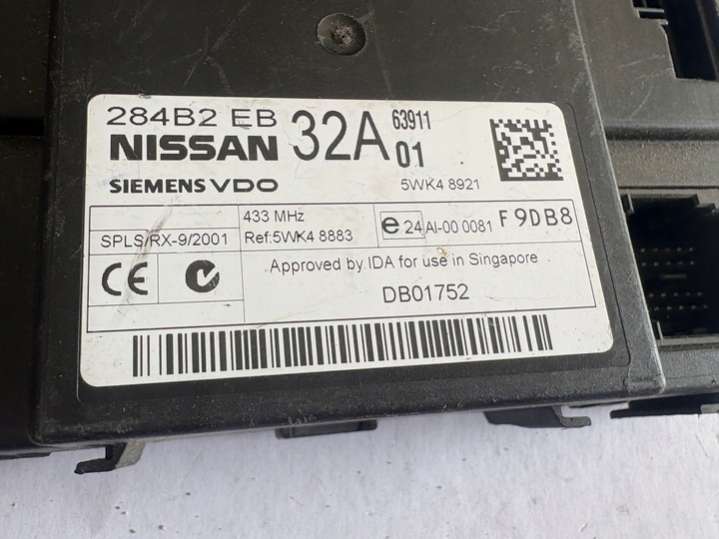 284B2 EB 32A 63911
NISSAN 01
SIEMENS VDO 5WK4 8921
433 MHz
SPLS/RX-9/2001 Ref:5WK4 8883 e 24 AI-00 0081 F9DB8
CE
Approved by IDA for use in Singapore
DB01752